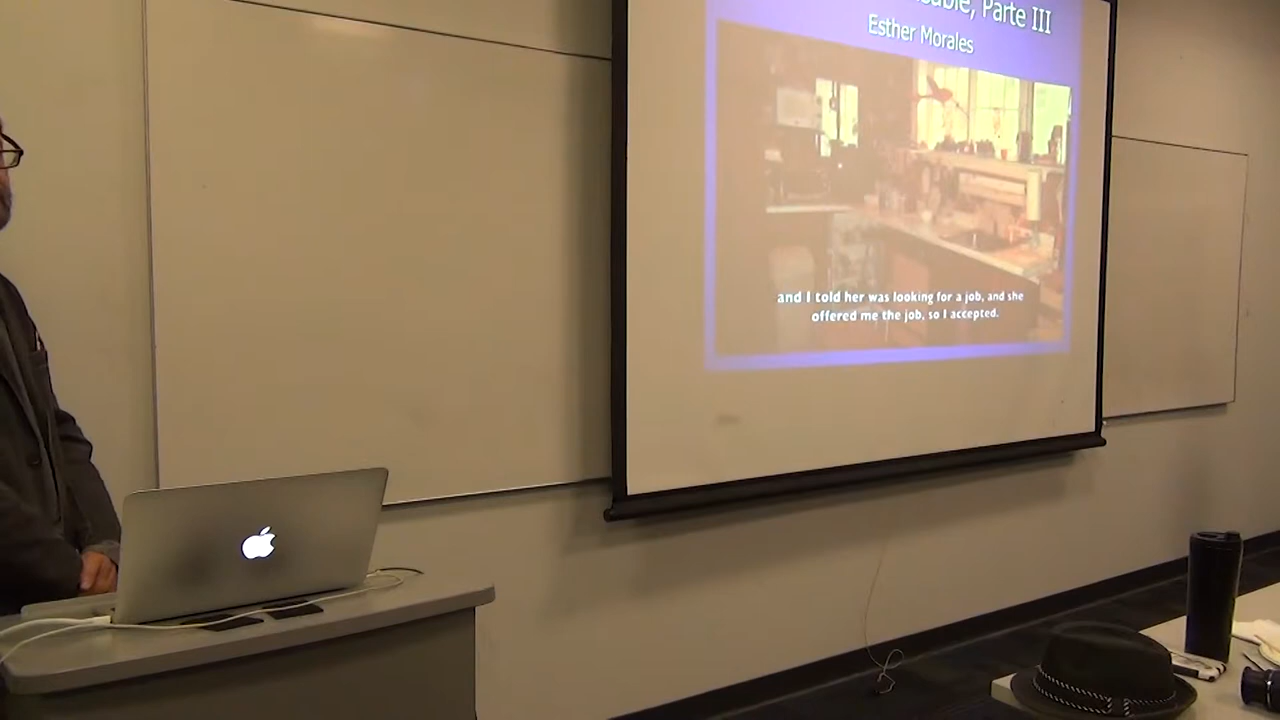 Parte III
Esther Morales
and I told her was looking for a job, and she
offered me the job, so I accepted.